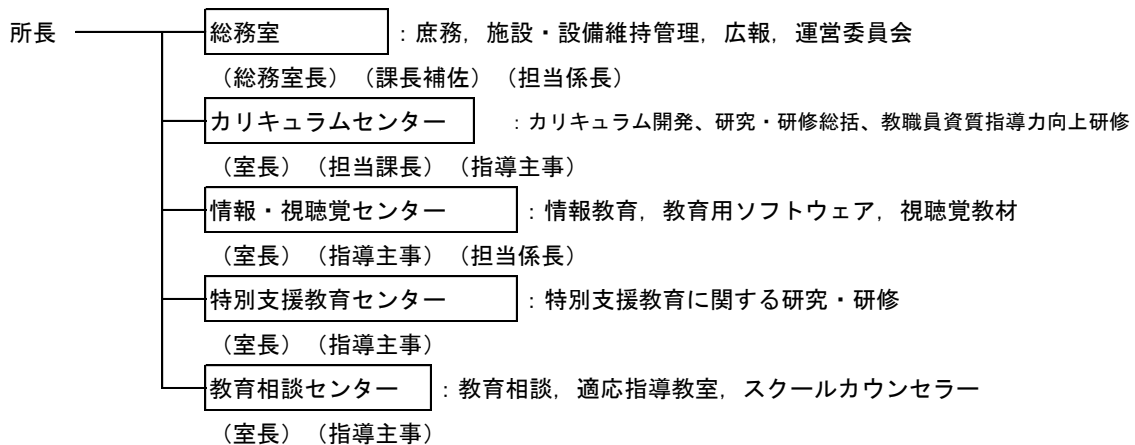 所長 総務室 ：庶務，施設・設備維持管理，広報，運営委員会
（総務室長）（課長補佐）（担当係長）
カリキュラムセンター ：カリキュラム開発、研究・研修総括、教職員資質指導力向上研修
（室長）（担当課長）（指導主事）
情報・視聴覚センター ：情報教育，教育用ソフトウェア，視聴覚教材
（室長）（指導主事）（担当係長）
特別支援教育センター ：特別支援教育に関する研究・研修
（室長）（指導主事）
教育相談センター ：教育相談，適応指導教室，スクールカウンセラー
（室長）（指導主事）